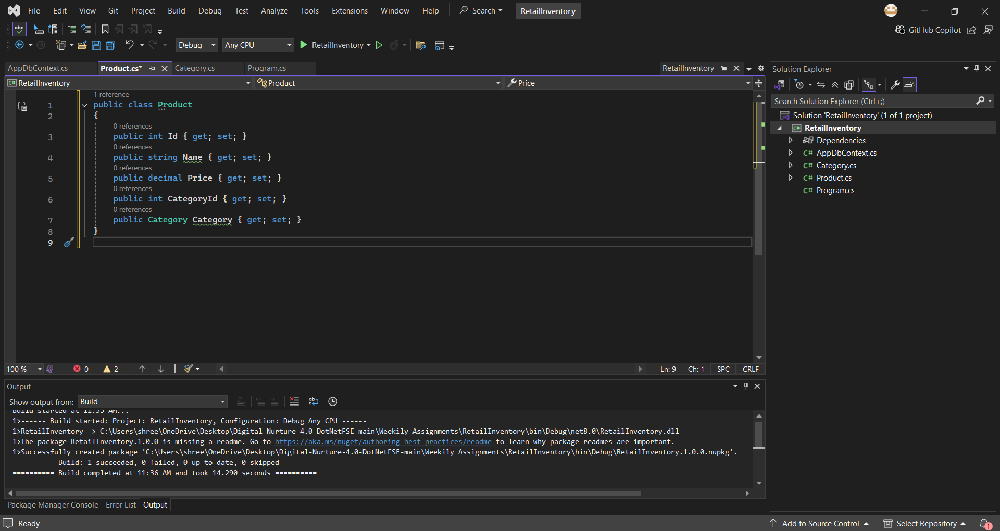 File Edit View Git Project Build Debug Test Analyze Tools Extensions Window Help Search RetailInventory
abc GitHub Copilot
Debug Any CPU RetailInventory
AppDbContext.cs Product.cs* Category.cs Program.cs RetailInventory
C# RetailInventory Product Price
1 reference
1 public class Product
2 {
0 references
3 public int Id { get; set; }
0 references
4 public string Name { get; set; }
0 references
5 public decimal Price { get; set; }
0 references
6 public int CategoryId { get; set; }
0 references
7 public Category Category { get; set; }
8 }
9
100 % 0 2 Ln: 9 Ch: 1 SPC CRLF
Output
Show output from: Build
Build started at 11:35 AM...
1>------ Build started: Project: RetailInventory, Configuration: Debug Any CPU ------
1>RetailInventory -> C:\Users\shree\OneDrive\Desktop\Digital-Nurture-4.0-DotNetFSE-main\Weekily Assignments\RetailInventory\bin\Debug\net8.0\RetailInventory.dll
1>The package RetailInventory.1.0.0 is missing a readme. Go to https://aka.ms/nuget/authoring-best-practices/readme to learn why package readmes are important.
1>Successfully created package 'C:\Users\shree\OneDrive\Desktop\Digital-Nurture-4.0-DotNetFSE-main\Weekily Assignments\RetailInventory\bin\Debug\RetailInventory.1.0.0.nupkg'.
========== Build: 1 succeeded, 0 failed, 0 up-to-date, 0 skipped ==========
========== Build completed at 11:36 AM and took 14.290 seconds ==========
Package Manager Console Error List Output
Solution Explorer
Search Solution Explorer (Ctrl+;)
Solution 'RetailInventory' (1 of 1 project)
C# RetailInventory
Dependencies
C# AppDbContext.cs
C# Category.cs
C# Product.cs
C# Program.cs
Ready Add to Source Control Select Repository 1